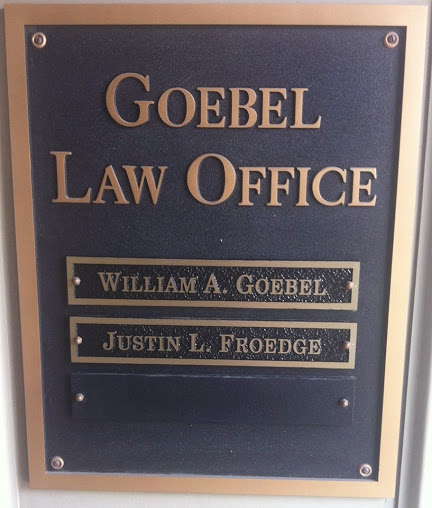 GOEBEL
LAW OFFICE
WILLIAM A. GOEBEL
JUSTIN L. FROEDGE